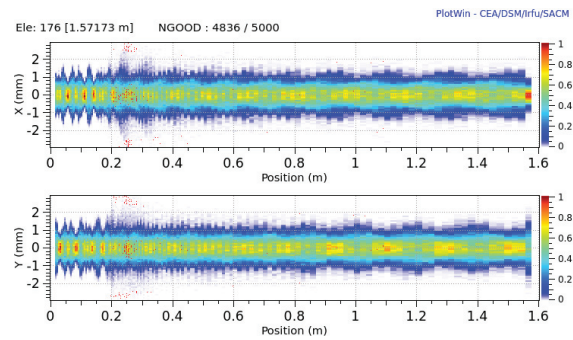 PlotWin - CEA/DSM/Irfu/SACM
Ele: 176 [1.57173 m] NGOOD : 4836 / 5000
X (mm)
2
1
0
-1
-2
0 0.2 0.4 0.6 0.8 1 1.2 1.4 1.6
Position (m)
1
0.8
0.6
0.4
0.2
0
Y (mm)
2
1
0
-1
-2
0 0.2 0.4 0.6 0.8 1 1.2 1.4 1.6
Position (m)
1
0.8
0.6
0.4
0.2
0